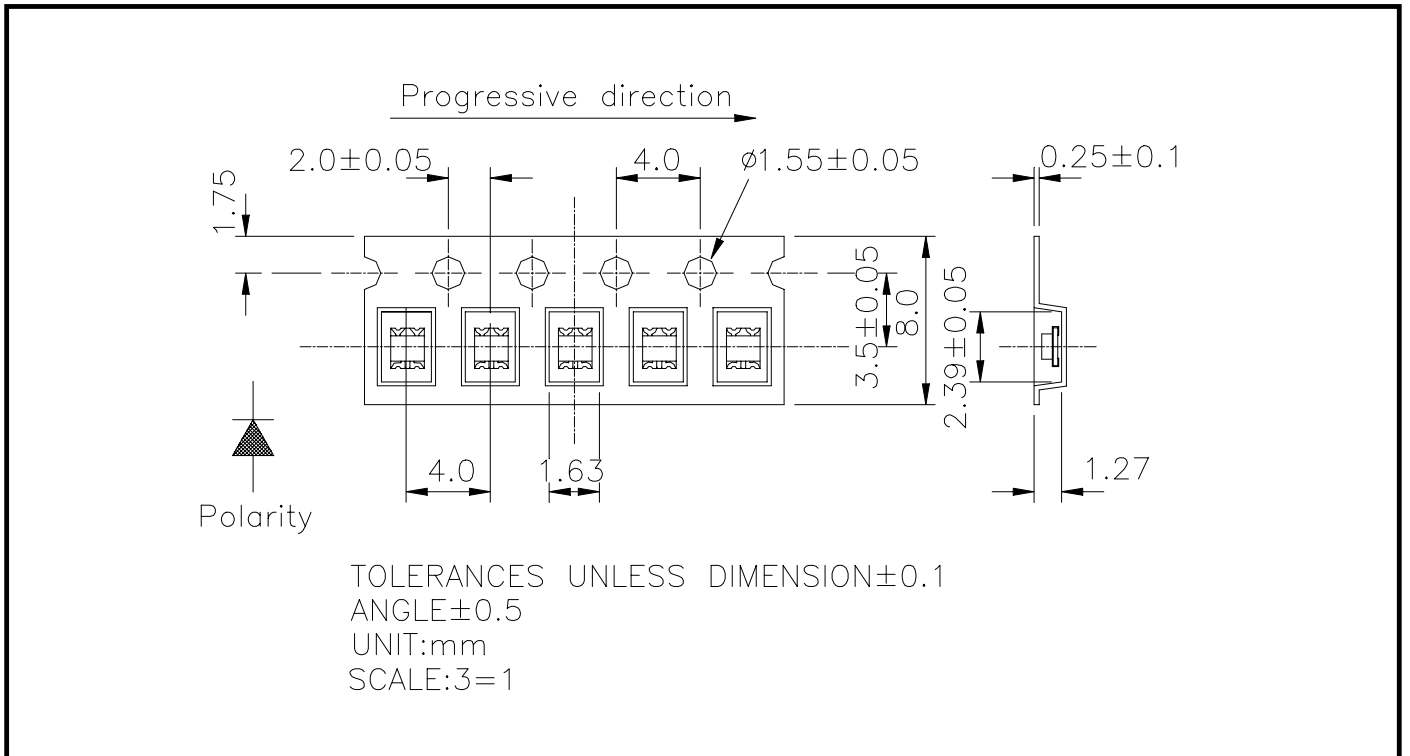 Progressive direction
2.0±0.05
4.0
ø1.55±0.05
0.25±0.1
1.75
3.5±0.05
8.0
2.39±0.05
4.0
1.63
1.27
Polarity
TOLERANCES UNLESS DIMENSION±0.1
ANGLE±0.5
UNIT:mm
SCALE:3=1